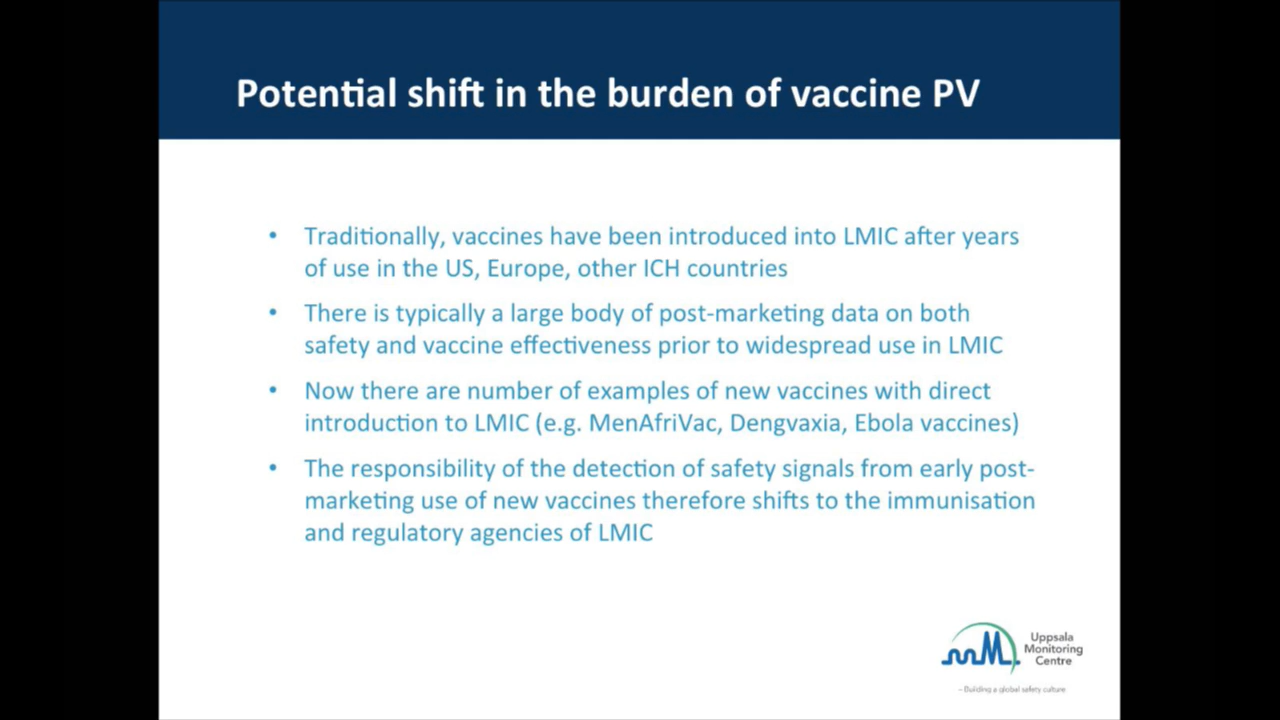 Potential shift in the burden of vaccine PV
• Traditionally, vaccines have been introduced into LMIC after years
of use in the US, Europe, other ICH countries
• There is typically a large body of post-marketing data on both
safety and vaccine effectiveness prior to widespread use in LMIC
• Now there are number of examples of new vaccines with direct
introduction to LMIC (e.g. MenAfriVac, Dengvaxia, Ebola vaccines)
• The responsibility of the detection of safety signals from early post-
marketing use of new vaccines therefore shifts to the immunisation
and regulatory agencies of LMIC
Uppsala
Monitoring
Centre
– Building a global safety culture